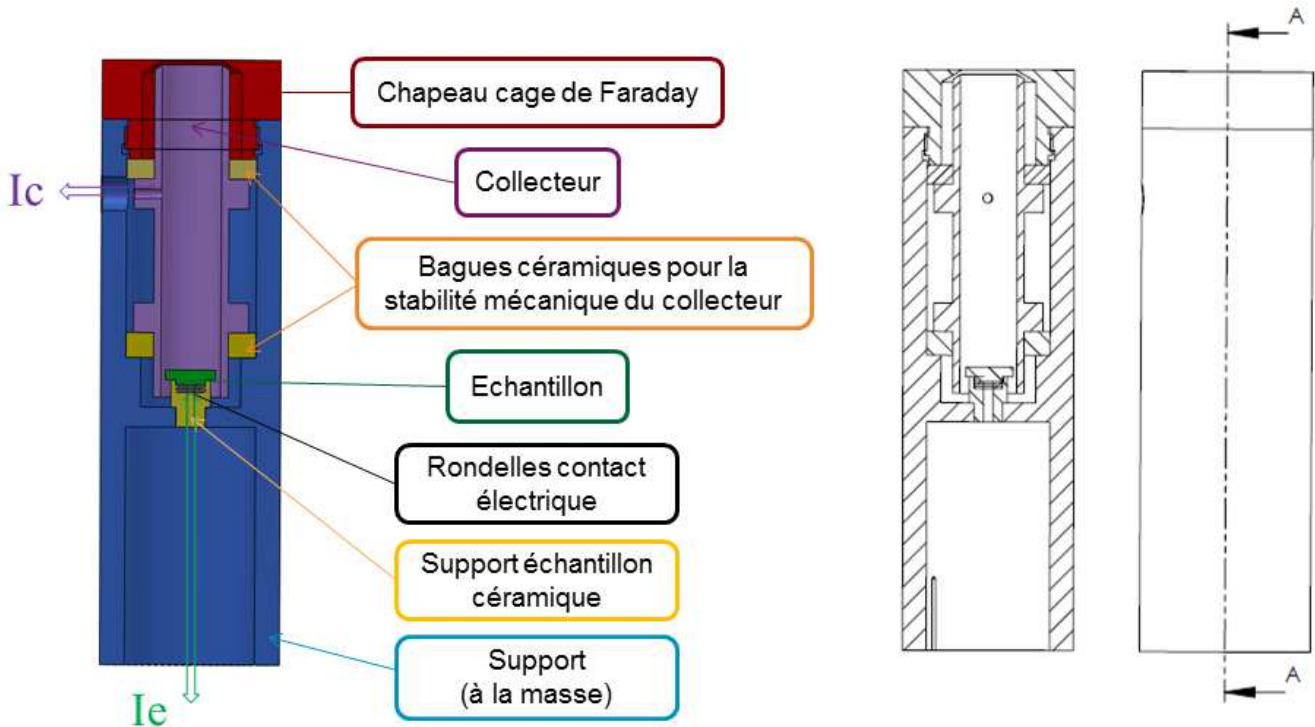 A
Chapeau cage de Faraday
Collecteur
Ic
Bagues céramiques pour la
stabilité mécanique du collecteur
Echantillon
Rondelles contact
électrique
Support échantillon
céramique
Support
(à la masse)
Ie
A